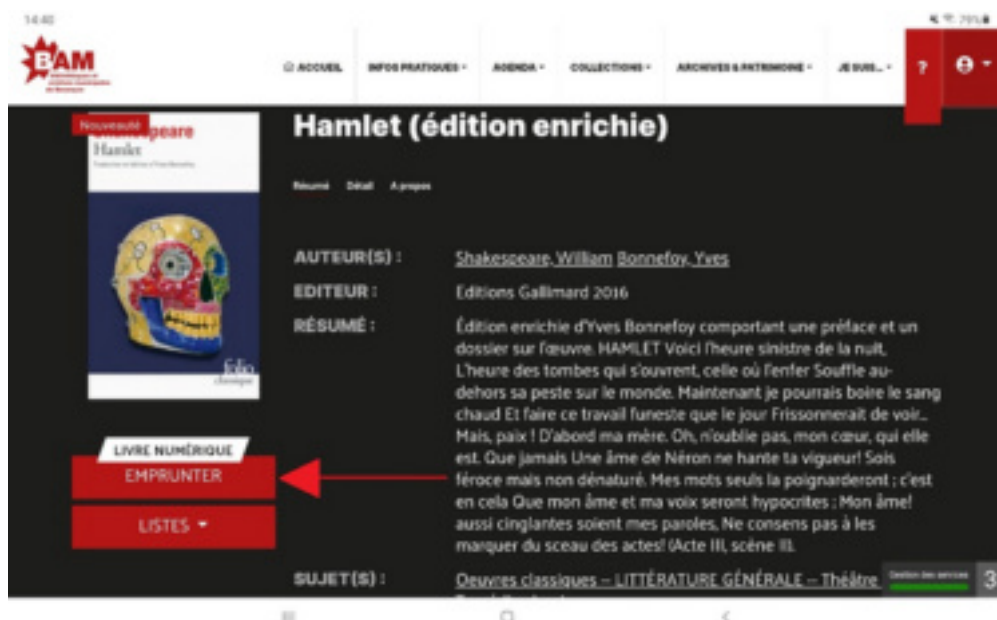 14:40
79%
BAM
ACCUEIL INFOS PRATIQUES AGENDA COLLECTIONS ARCHIVES & PATRIMOINE JE SUIS... ?
Nouveauté
Hamlet (édition enrichie)
Shakespeare
Hamlet
Résumé Détail A propos
AUTEUR(S) : Shakespeare, William Bonnefoy, Yves
EDITEUR : Editions Gallimard 2016
RÉSUMÉ : Édition enrichie d'Yves Bonnefoy comportant une préface et un
dossier sur l'œuvre. HAMLET Voici l'heure sinistre de la nuit,
L'heure des tombes qui s'ouvrent, celle où l'enfer Souffle au-
dehors sa peste sur le monde. Maintenant je pourrais boire le sang
chaud Et faire ce travail funeste que le jour Frissonnerait de voir...
Mais, paix ! D'abord ma mère. Oh, n'oublie pas, mon cœur, qui elle
est. Que jamais Une âme de Néron ne hante ta vigueur! Sois
féroce mais non dénaturé. Mes mots seuls la poignarderont ; c'est
en cela Que mon âme et ma voix seront hypocrites ; Mon âme!
aussi cinglantes soient mes paroles, Ne consens pas à les
marquer du sceau des actes! (Acte III, scène II).
folio
classique
LIVRE NUMÉRIQUE
EMPRUNTER
LISTES
SUJET(S) : Oeuvres classiques -- LITTÉRATURE GÉNÉRALE -- Théâtre
Gestion des services
3